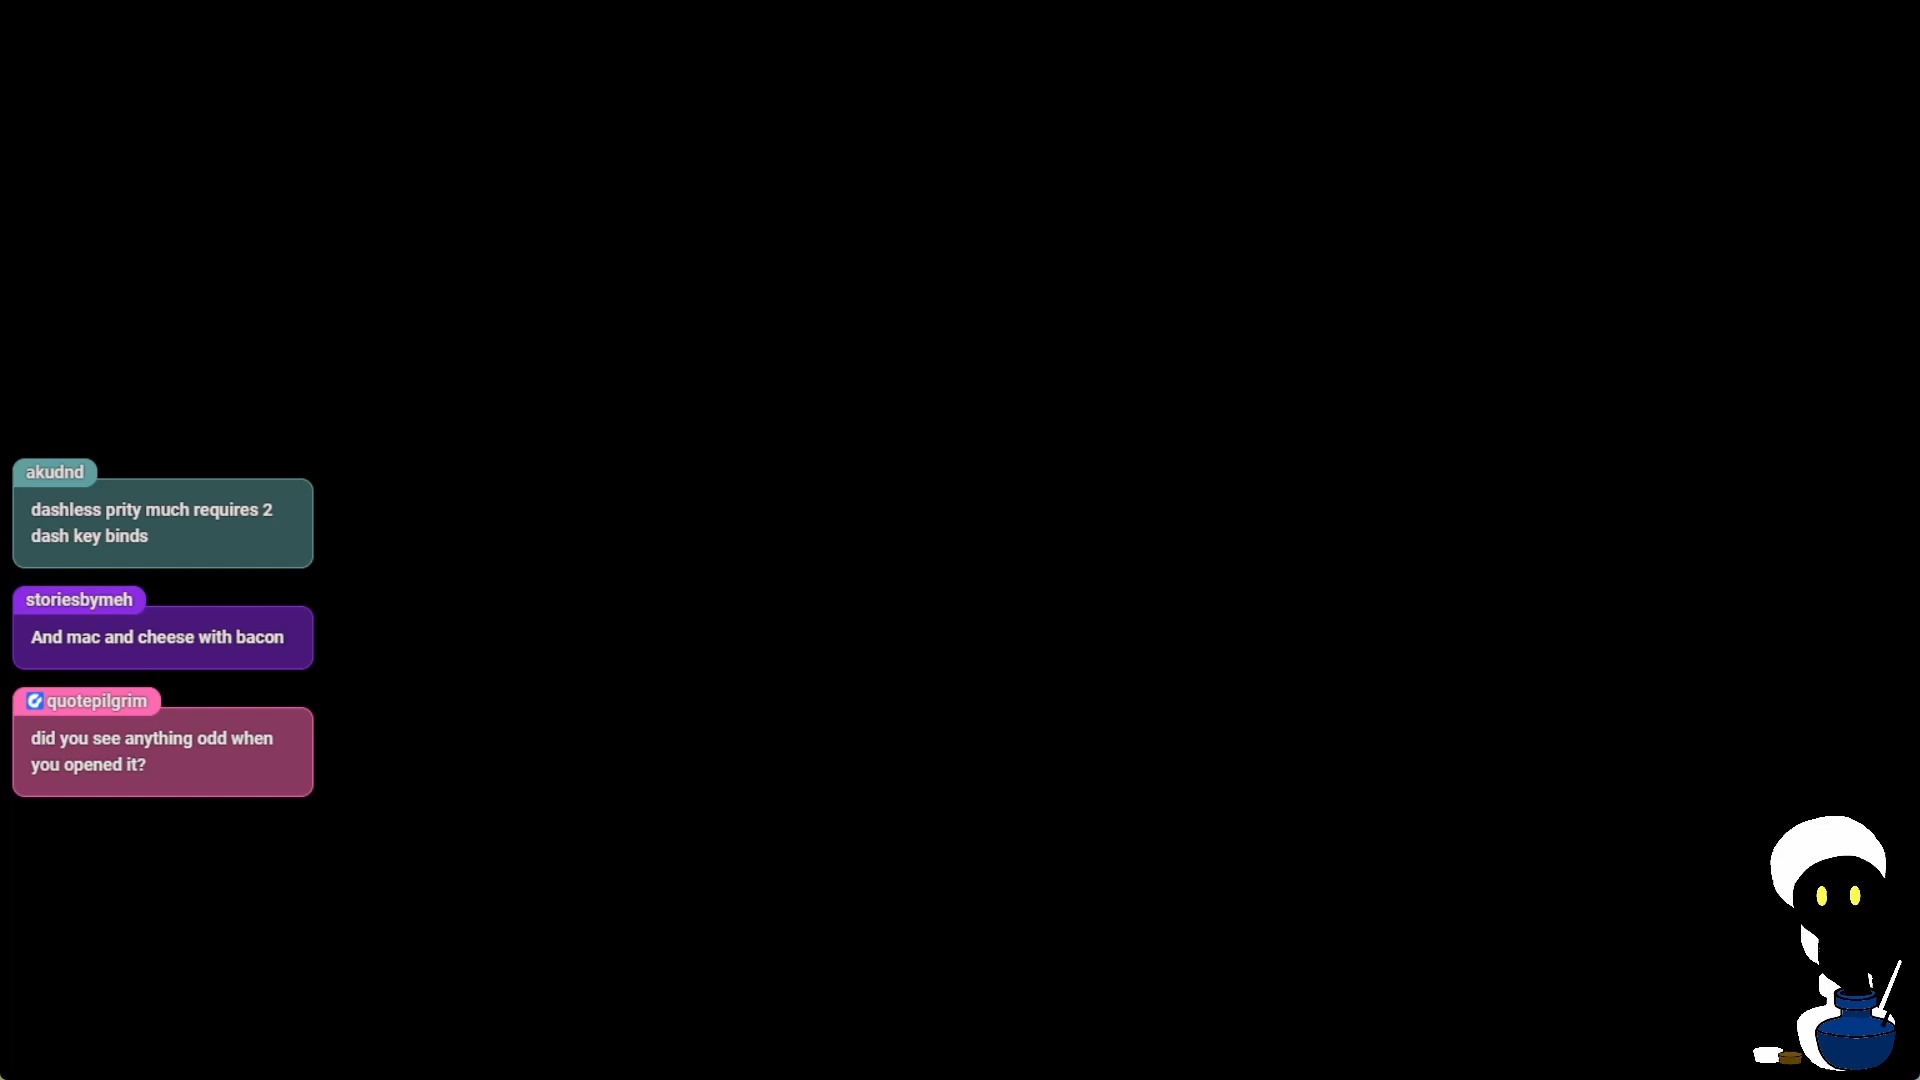 akudnd
dashless prity much requires 2
dash key binds
storiesbymeh
And mac and cheese with bacon
quotepilgrim
did you see anything odd when
you opened it?